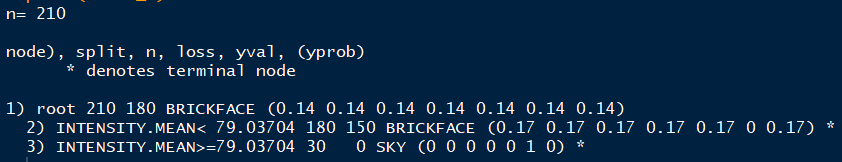 n= 210
node), split, n, loss, yval, (yprob)
* denotes terminal node
1) root 210 180 BRICKFACE (0.14 0.14 0.14 0.14 0.14 0.14 0.14)
2) INTENSITY.MEAN< 79.03704 180 150 BRICKFACE (0.17 0.17 0.17 0.17 0.17 0 0.17) *
3) INTENSITY.MEAN>=79.03704 30 0 SKY (0 0 0 0 0 1 0) *